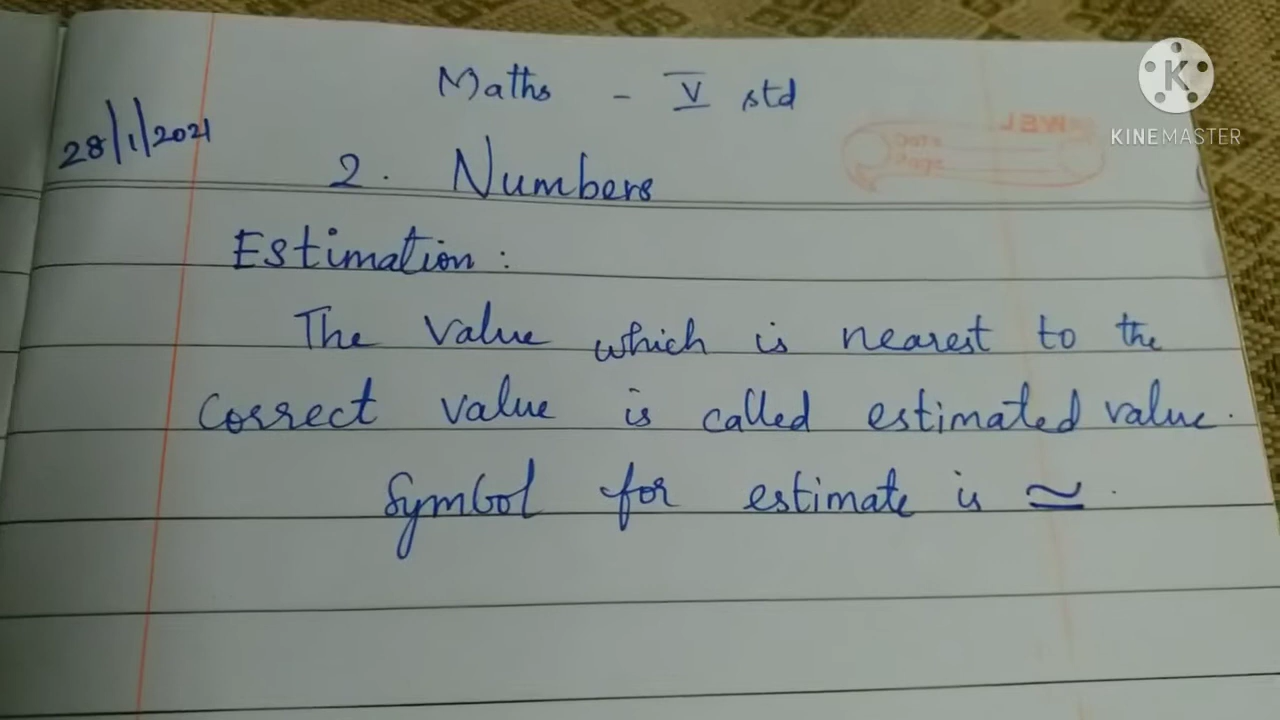 Maths - V std
28/1/2021
2. Numbers
Estimation :
The value which is nearest to the
correct value is called estimated value.
Symbol for estimate is ≃.
K
KINEMASTER